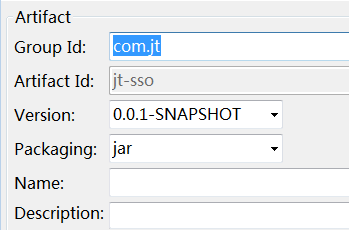 Artifact
Group Id: com.jt
Artifact Id: jt-sso
Version: 0.0.1-SNAPSHOT
Packaging: jar
Name:
Description: